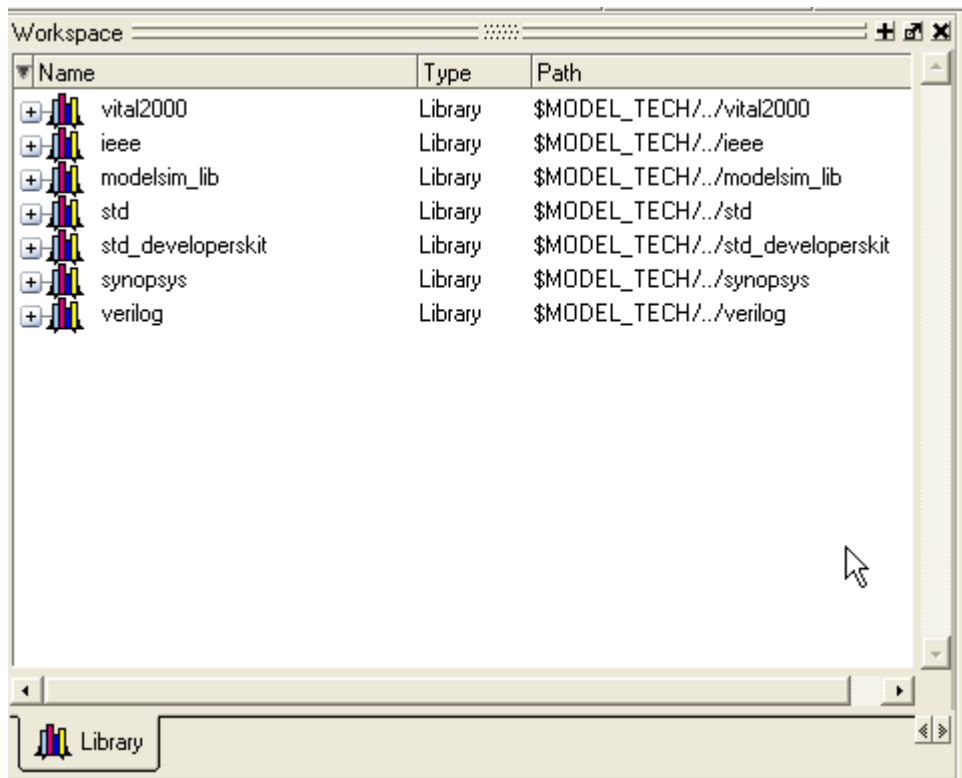 Workspace
Name Type Path
vital2000 Library $MODEL_TECH/../vital2000
ieee Library $MODEL_TECH/../ieee
modelsim_lib Library $MODEL_TECH/../modelsim_lib
std Library $MODEL_TECH/../std
std_developerskit Library $MODEL_TECH/../std_developerskit
synopsys Library $MODEL_TECH/../synopsys
verilog Library $MODEL_TECH/../verilog
Library